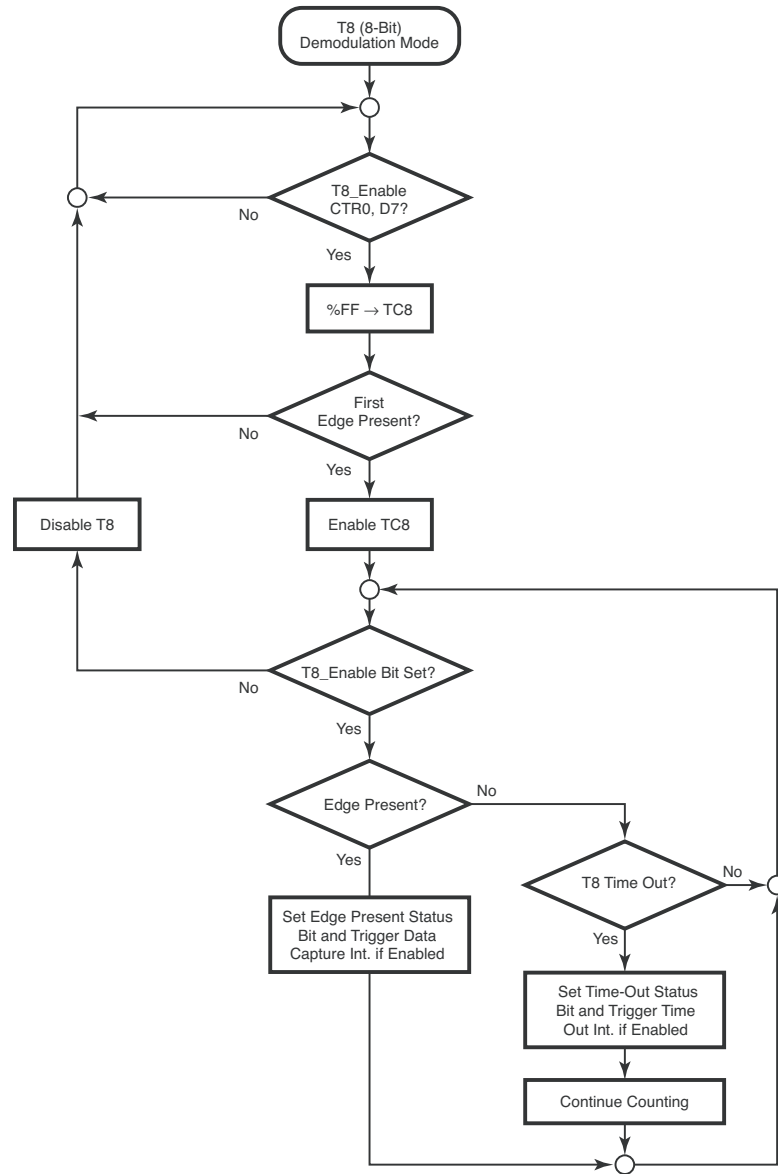 T8 (8-Bit)
Demodulation Mode
T8_Enable
CTR0, D7?
No
Yes
%FF → TC8
First
Edge Present?
No
Yes
Disable T8
Enable TC8
T8_Enable Bit Set?
No
Yes
Edge Present?
No
Yes
T8 Time Out?
No
Yes
Set Edge Present Status
Bit and Trigger Data
Capture Int. if Enabled
Set Time-Out Status
Bit and Trigger Time
Out Int. if Enabled
Continue Counting